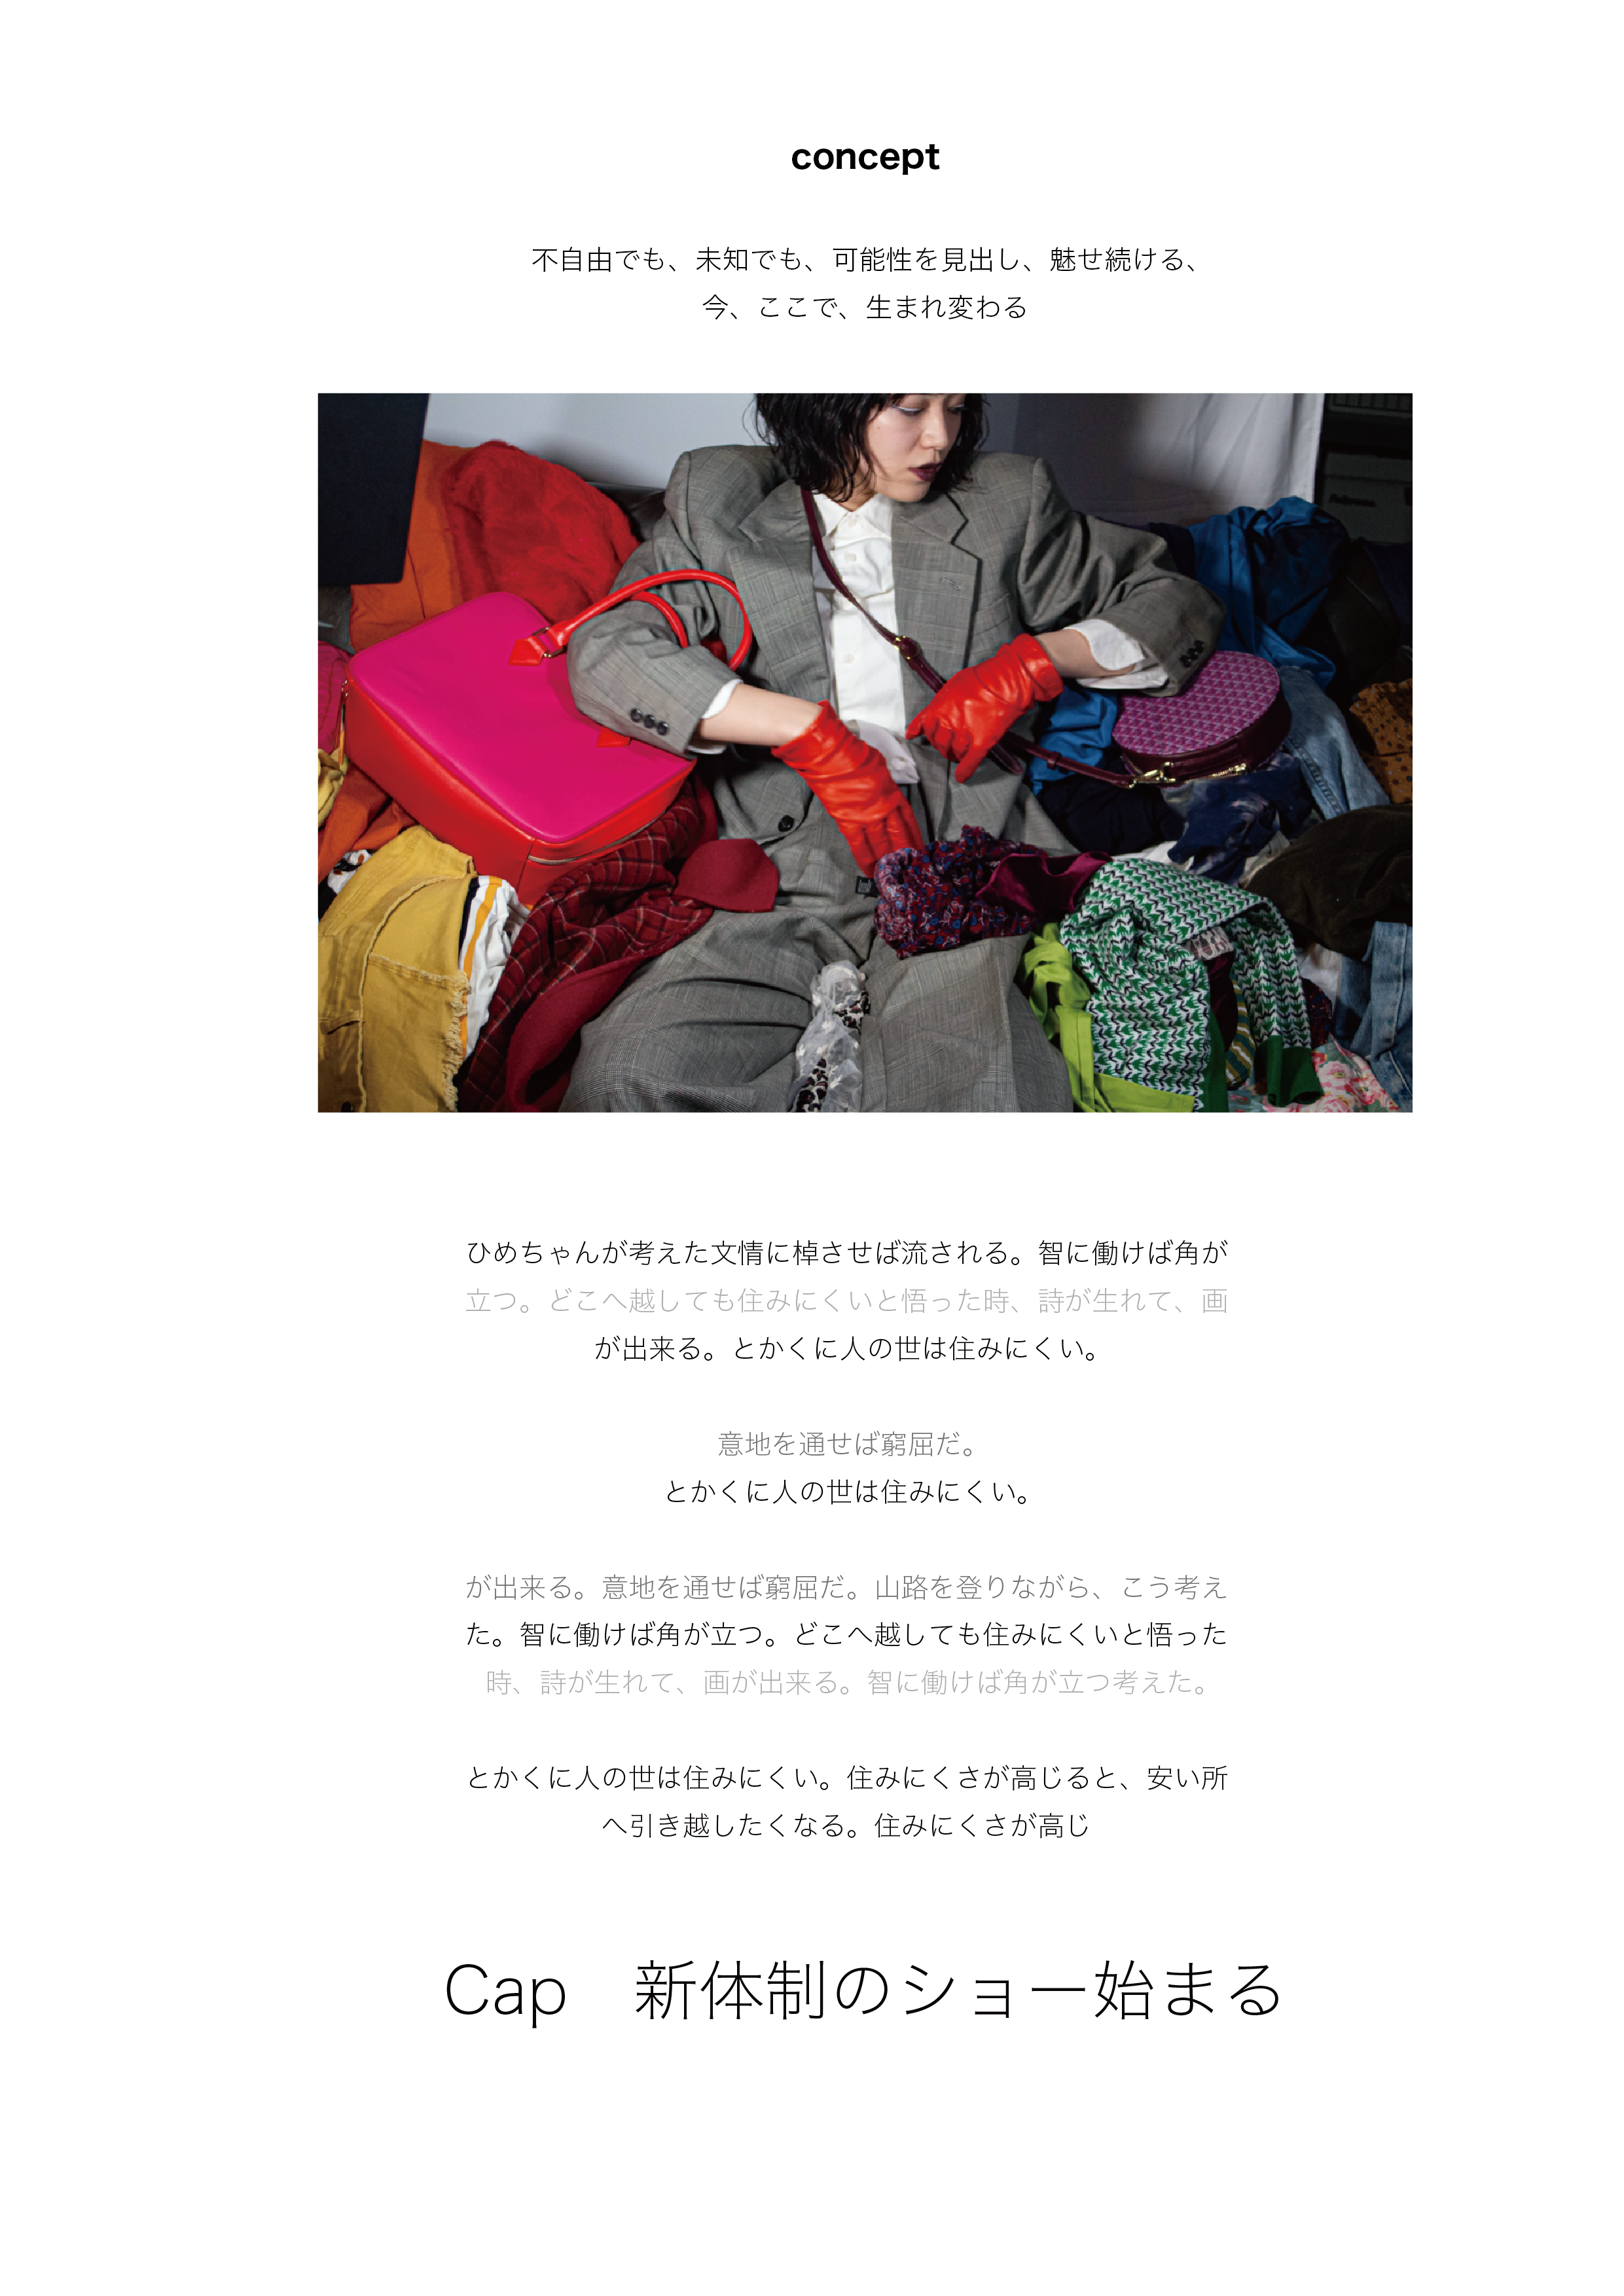 concept
不自由でも、未知でも、可能性を見出し、魅せ続ける、
今、ここで、生まれ変わる
ひめちゃんが考えた文情に棹させば流される。智に働けば角が
立つ。どこへ越しても住みにくいと悟った時、詩が生れて、画
が出来る。とかくに人の世は住みにくい。
意地を通せば窮屈だ。
とかくに人の世は住みにくい。
が出来る。意地を通せば窮屈だ。山路を登りながら、こう考え
た。智に働けば角が立つ。どこへ越しても住みにくいと悟った
時、詩が生れて、画が出来る。智に働けば角が立つ考えた。
とかくに人の世は住みにくい。住みにくさが高じると、安い所
へ引き越したくなる。住みにくさが高じ
Cap　新体制のショー始まる